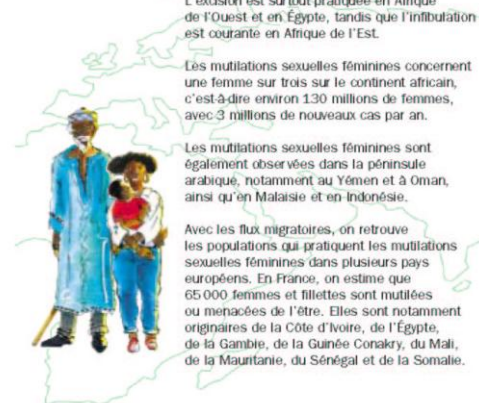 L'excision est surtout pratiquée en Afrique
de l'Ouest et en Égypte, tandis que l'infibulation
est courante en Afrique de l'Est.
Les mutilations sexuelles féminines concernent
une femme sur trois sur le continent africain,
c'est-à-dire environ 130 millions de femmes,
avec 3 millions de nouveaux cas par an.
Les mutilations sexuelles féminines sont
également observées dans la péninsule
arabique, notamment au Yémen et à Oman,
ainsi qu'en Malaisie et en Indonésie.
Avec les flux migratoires, on retrouve
les populations qui pratiquent les mutilations
sexuelles féminines dans plusieurs pays
européens. En France, on estime que
65 000 femmes et fillettes sont mutilées
ou menacées de l'être. Elles sont notamment
originaires de la Côte d'Ivoire, de l'Égypte,
de la Gambie, de la Guinée Conakry, du Mali,
de la Mauritanie, du Sénégal et de la Somalie.